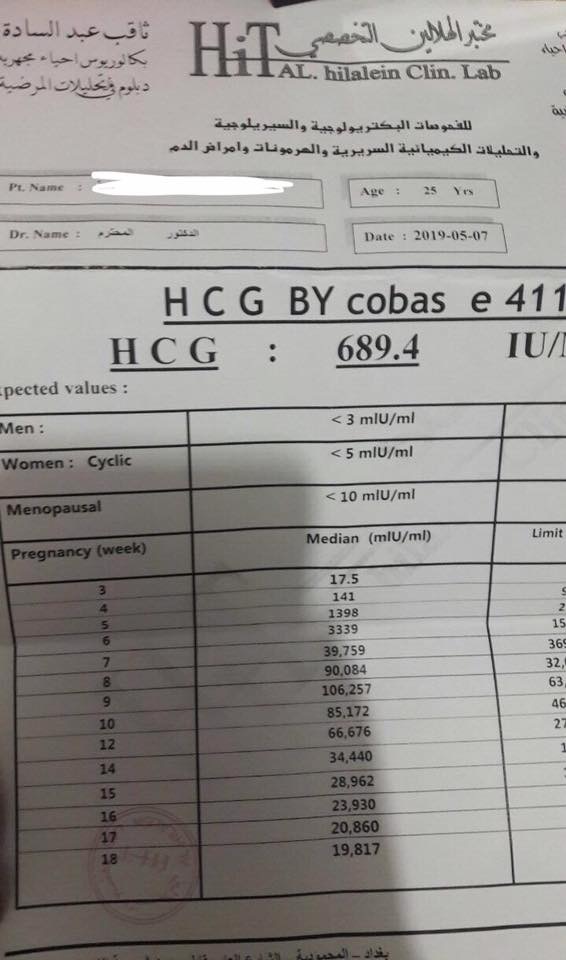 ثاقب عبد السادة
بكالوريوس احياء مجهرية
دبلوم في تحليلات المرضية
HiT
مختبر الهلالين التخصصي
AL. hilalein Clin. Lab
للفحوصات البكتريولوجية والسيريلوجية
والتحليلات الكيميائية السريرية والهرمونات وامراض الدم
Pt. Name :
Age : 25 Yrs
Dr. Name : الدكتور المحترم
Date : 2019-05-07
H C G BY cobas e 411
H C G : 689.4 IU/
xpected values :
Men : < 3 mIU/ml
Women : Cyclic < 5 mIU/ml
Menopausal < 10 mIU/ml
Pregnancy (week) Median (mIU/ml) Limit
3 17.5
4 141
5 1398
6 3339
7 39,759
8 90,084
9 106,257
10 85,172
12 66,676
14 34,440
15 28,962
16 23,930
17 20,860
18 19,817